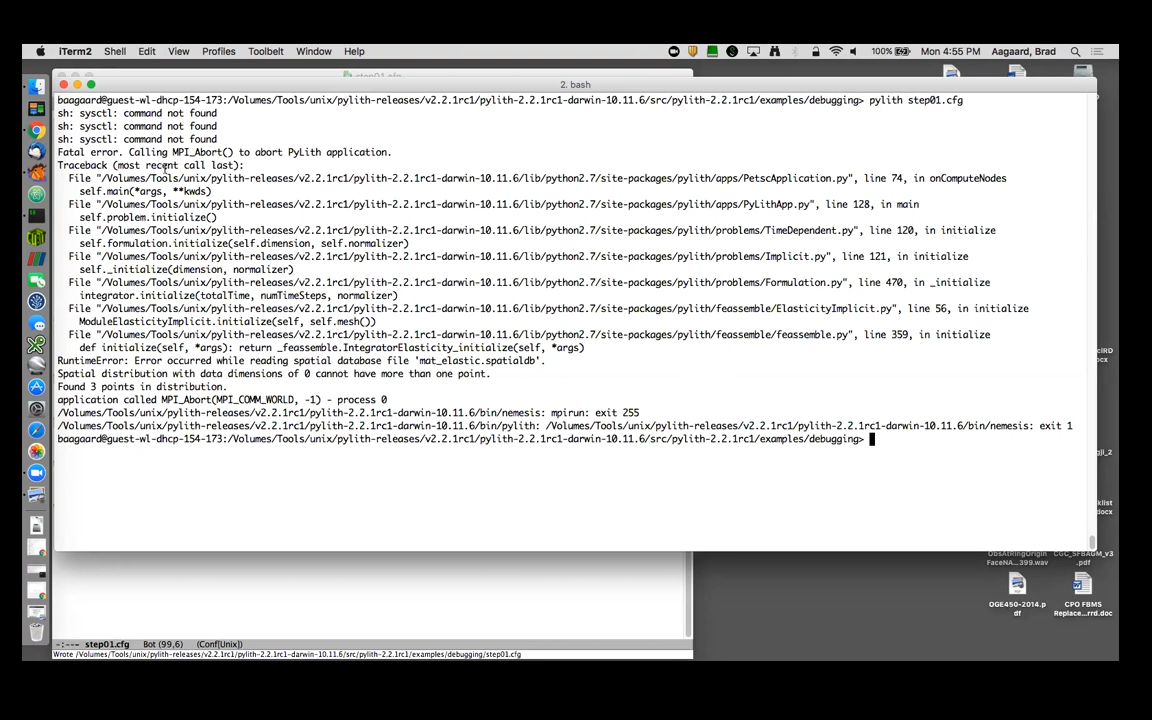 iTerm2 Shell Edit View Profiles Toolbelt Window Help 100% Mon 4:55 PM Aagaard, Brad
step01.cfg
2. bash
baagaard@guest-wl-dhcp-154-173:/Volumes/Tools/unix/pylith-releases/v2.2.1rc1/pylith-2.2.1rc1-darwin-10.11.6/src/pylith-2.2.1rc1/examples/debugging> pylith step01.cfg
sh: sysctl: command not found
sh: sysctl: command not found
sh: sysctl: command not found
Fatal error. Calling MPI_Abort() to abort PyLith application.
Traceback (most recent call last):
File "/Volumes/Tools/unix/pylith-releases/v2.2.1rc1/pylith-2.2.1rc1-darwin-10.11.6/lib/python2.7/site-packages/pylith/apps/PetscApplication.py", line 74, in onComputeNodes
self.main(*args, **kwds)
File "/Volumes/Tools/unix/pylith-releases/v2.2.1rc1/pylith-2.2.1rc1-darwin-10.11.6/lib/python2.7/site-packages/pylith/apps/PyLithApp.py", line 128, in main
self.problem.initialize()
File "/Volumes/Tools/unix/pylith-releases/v2.2.1rc1/pylith-2.2.1rc1-darwin-10.11.6/lib/python2.7/site-packages/pylith/problems/TimeDependent.py", line 120, in initialize
self.formulation.initialize(self.dimension, self.normalizer)
File "/Volumes/Tools/unix/pylith-releases/v2.2.1rc1/pylith-2.2.1rc1-darwin-10.11.6/lib/python2.7/site-packages/pylith/problems/Implicit.py", line 121, in initialize
self._initialize(dimension, normalizer)
File "/Volumes/Tools/unix/pylith-releases/v2.2.1rc1/pylith-2.2.1rc1-darwin-10.11.6/lib/python2.7/site-packages/pylith/problems/Formulation.py", line 470, in _initialize
integrator.initialize(totalTime, numTimeSteps, normalizer)
File "/Volumes/Tools/unix/pylith-releases/v2.2.1rc1/pylith-2.2.1rc1-darwin-10.11.6/lib/python2.7/site-packages/pylith/feassemble/ElasticityImplicit.py", line 56, in initialize
ModuleElasticityImplicit.initialize(self, self.mesh())
File "/Volumes/Tools/unix/pylith-releases/v2.2.1rc1/pylith-2.2.1rc1-darwin-10.11.6/lib/python2.7/site-packages/pylith/feassemble/feassemble.py", line 359, in initialize
def initialize(self, *args): return _feassemble.IntegratorElasticity_initialize(self, *args)
RuntimeError: Error occurred while reading spatial database file 'mat_elastic.spatialdb'.
Spatial distribution with data dimensions of 0 cannot have more than one point.
Found 3 points in distribution.
application called MPI_Abort(MPI_COMM_WORLD, -1) - process 0
/Volumes/Tools/unix/pylith-releases/v2.2.1rc1/pylith-2.2.1rc1-darwin-10.11.6/bin/nemesis: mpirun: exit 255
/Volumes/Tools/unix/pylith-releases/v2.2.1rc1/pylith-2.2.1rc1-darwin-10.11.6/bin/pylith: /Volumes/Tools/unix/pylith-releases/v2.2.1rc1/pylith-2.2.1rc1-darwin-10.11.6/bin/nemesis: exit 1
baagaard@guest-wl-dhcp-154-173:/Volumes/Tools/unix/pylith-releases/v2.2.1rc1/pylith-2.2.1rc1-darwin-10.11.6/src/pylith-2.2.1rc1/examples/debugging>
-:--- step01.cfg Bot (99,6) (Conf[Unix])
Wrote /Volumes/Tools/unix/pylith-releases/v2.2.1rc1/pylith-2.2.1rc1-darwin-10.11.6/src/pylith-2.2.1rc1/examples/debugging/step01.cfg
ObsAtRingOrigin
FaceNA...399.wav
CGC_SFBAGM_v3
.pdf
OGE450-2014.p
df
CPO FBMS
Replace...rrd.doc